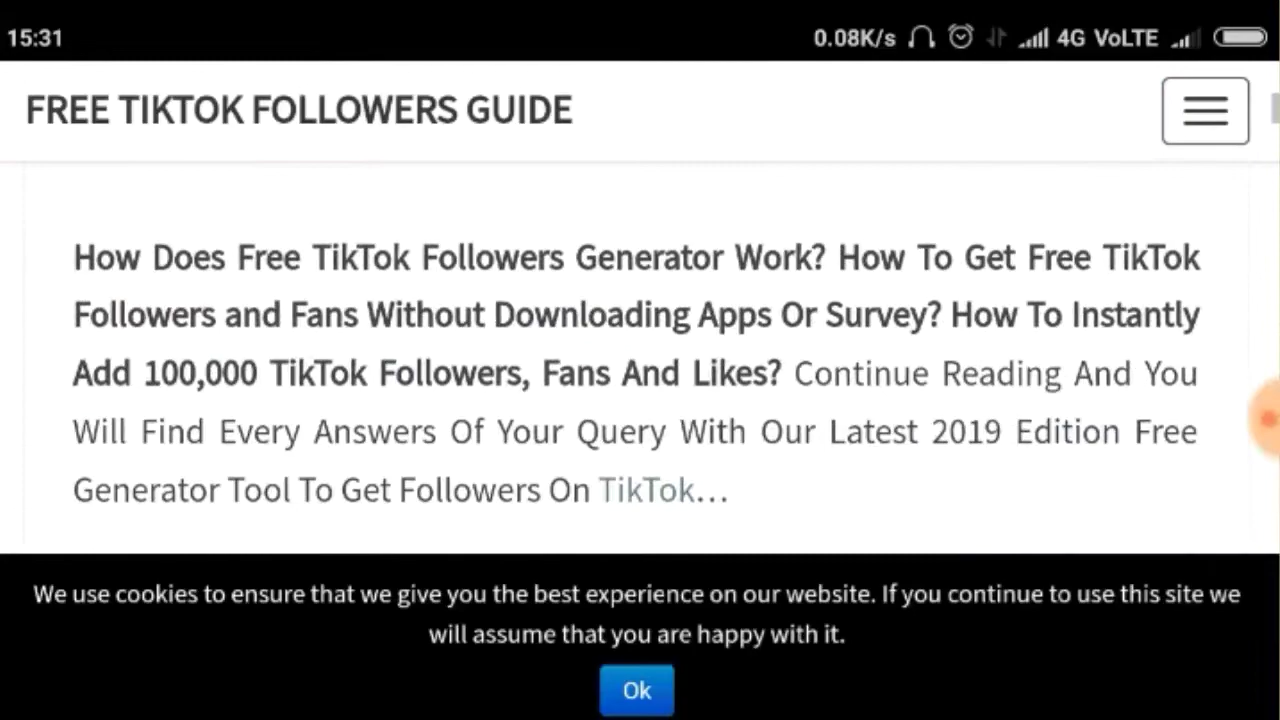 15:31 0.08K/s 4G VoLTE
FREE TIKTOK FOLLOWERS GUIDE
How Does Free TikTok Followers Generator Work? How To Get Free TikTok
Followers and Fans Without Downloading Apps Or Survey? How To Instantly
Add 100,000 TikTok Followers, Fans And Likes? Continue Reading And You
Will Find Every Answers Of Your Query With Our Latest 2019 Edition Free
Generator Tool To Get Followers On TikTok...
We use cookies to ensure that we give you the best experience on our website. If you continue to use this site we
will assume that you are happy with it.
Ok